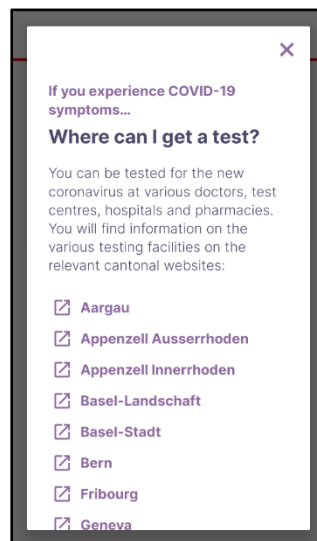 If you experience COVID-19
symptoms...
Where can I get a test?
You can be tested for the new
coronavirus at various doctors, test
centres, hospitals and pharmacies.
You will find information on the
various testing facilities on the
relevant cantonal websites:
Aargau
Appenzell Ausserrhoden
Appenzell Innerrhoden
Basel-Landschaft
Basel-Stadt
Bern
Fribourg
Geneva